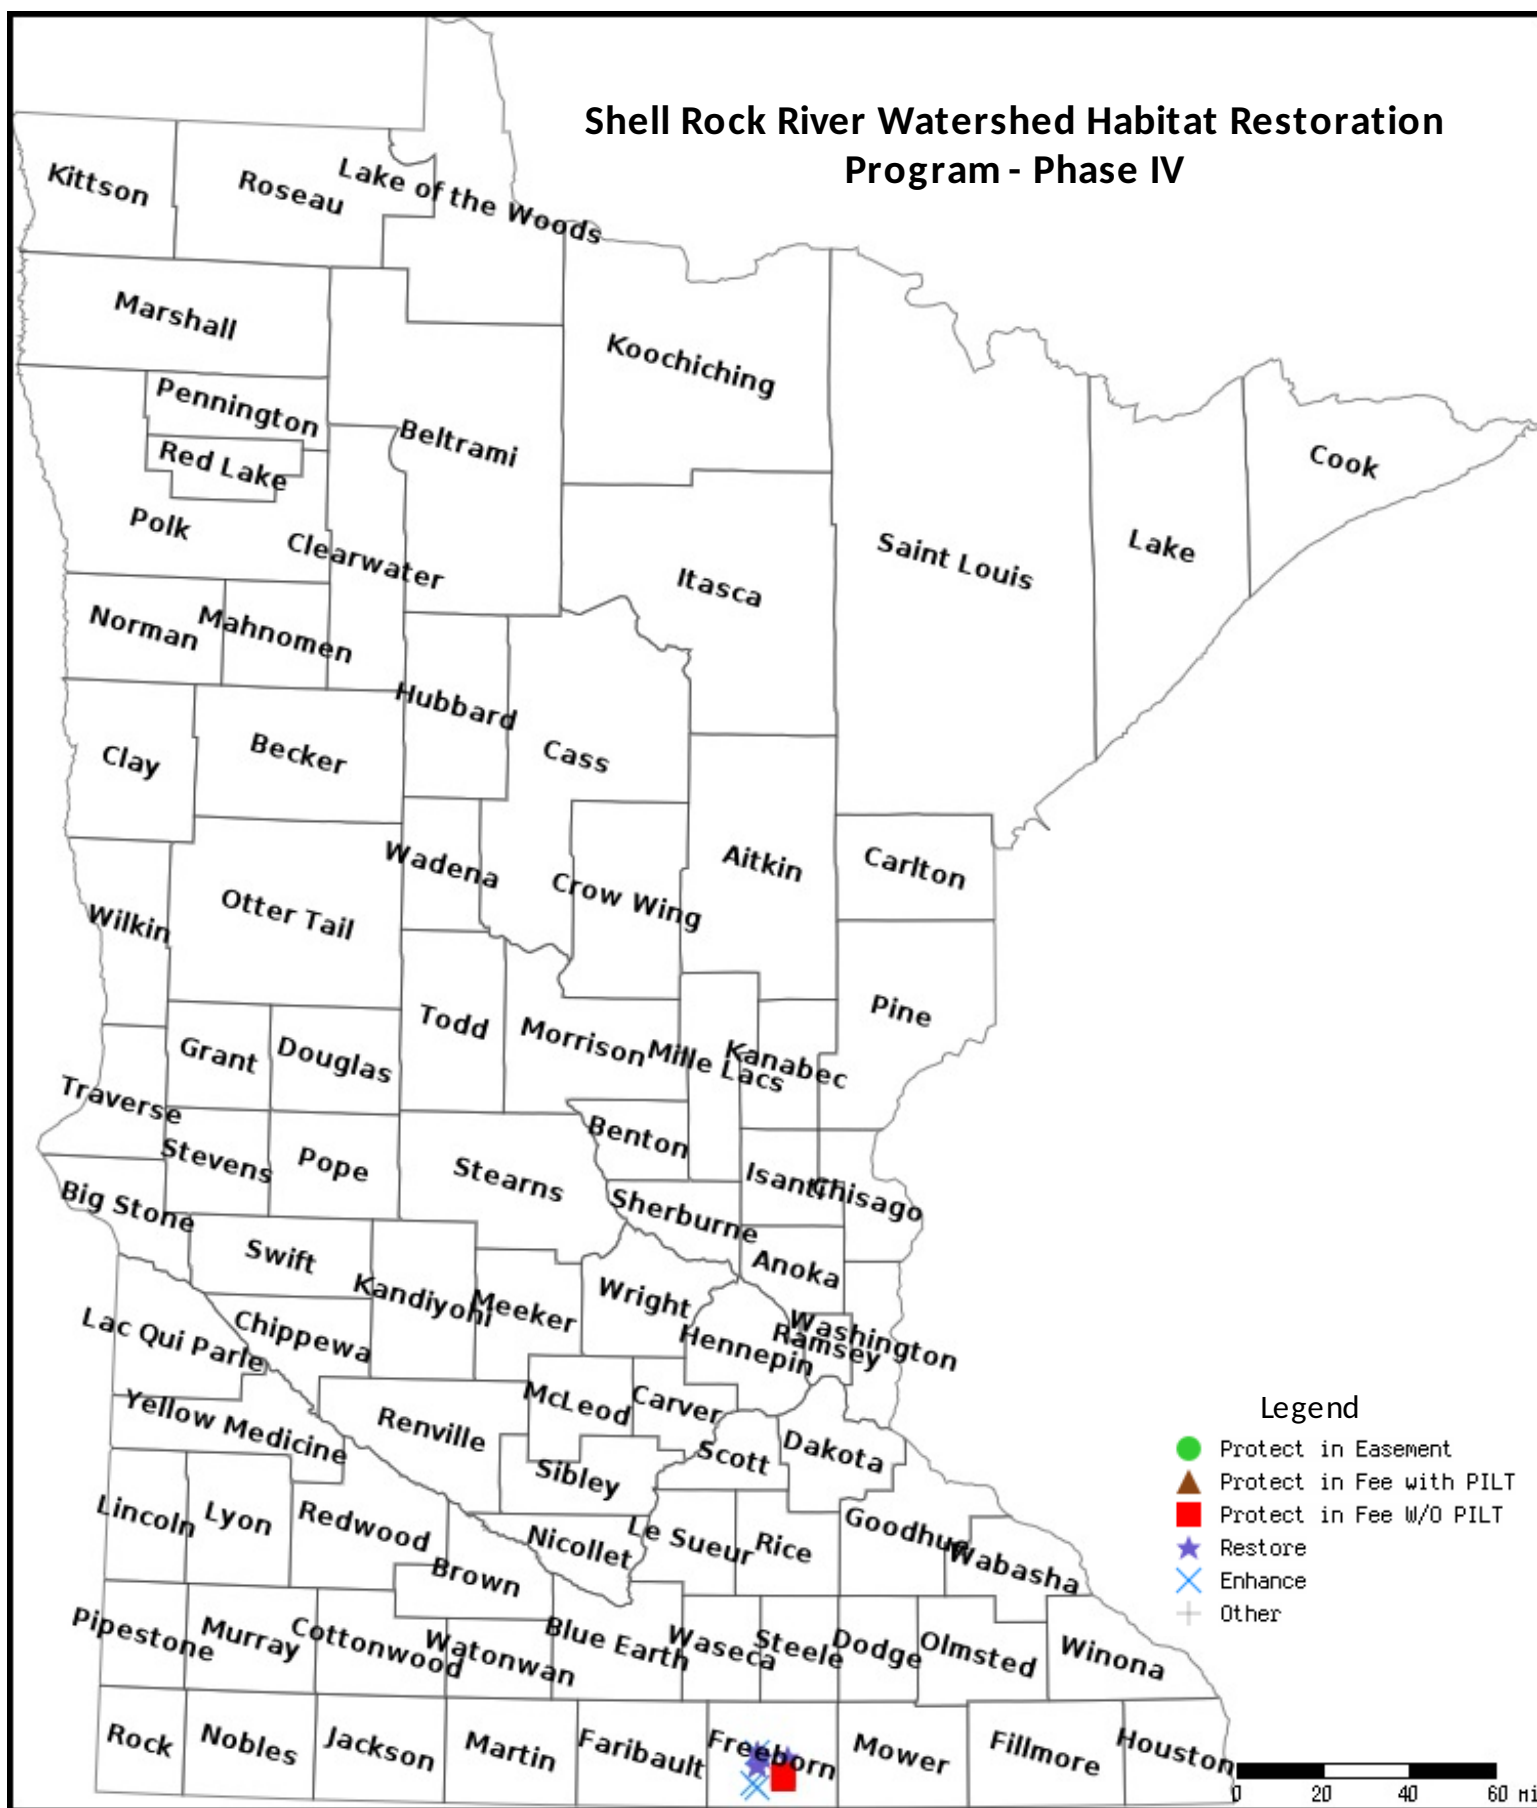 Shell Rock River Watershed Habitat Restoration
Program - Phase IV
Kittson
Roseau
Lake of the Woods
Marshall
Koochiching
Pennington
Beltrami
Red Lake
Cook
Polk
Clearwater
Saint Louis
Lake
Itasca
Norman
Mahnomen
Hubbard
Clay
Becker
Cass
Wadena
Aitkin
Carlton
Crow Wing
Otter Tail
Wilkin
Pine
Todd
Morrison
Grant
Douglas
Mille Lacs
Kanabec
Traverse
Benton
Stevens
Pope
Stearns
Isanti
Chisago
Big Stone
Sherburne
Swift
Anoka
Kandiyohi
Meeker
Wright
Lac Qui Parle
Chippewa
Washington
Ramsey
Hennepin
McLeod
Carver
Yellow Medicine
Renville
Scott
Dakota
Sibley
Lincoln
Lyon
Redwood
Nicollet
Le Sueur
Rice
Goodhue
Wabasha
Brown
Pipestone
Murray
Cottonwood
Watonwan
Blue Earth
Waseca
Steele
Dodge
Olmsted
Winona
Rock
Nobles
Jackson
Martin
Faribault
Freeborn
Mower
Fillmore
Houston
Legend
Protect in Easement
Protect in Fee with PILT
Protect in Fee W/O PILT
Restore
Enhance
Other
0 20 40 60 Mi